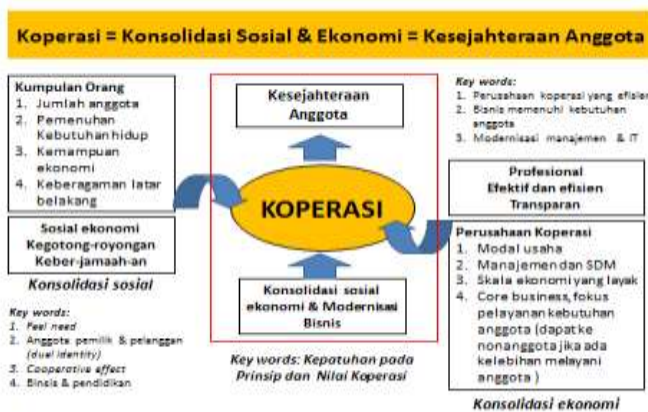 Koperasi = Konsolidasi Sosial & Ekonomi = Kesejahteraan Anggota
Kumpulan Orang
1. Jumlah anggota
2. Pemenuhan
Kebutuhan hidup
3. Kemampuan
ekonomi
4. Keberagaman latar
belakang
Sosial ekonomi
Kegotong-royongan
Keber-jamaah-an
Konsolidasi sosial
Key words:
1. Feel need
2. Anggota pemilik & pelanggan
(duel identity)
3. Cooperative effect
4. Binsis & pendidikan
Kesejahteraan
Anggota
KOPERASI
Konsolidasi sosial
ekonomi & Modernisasi
Bisnis
Key words: Kepatuhan pada
Prinsip dan Nilai Koperasi
Key words:
1. Perusahaan koperasi yang efisien
2. Bisnis memenuhi kebutuhan
anggota
3. Modernisasi manajemen & IT
Profesional
Efektif dan efisien
Transparan
Perusahaan Koperasi
1. Modal usaha
2. Manajemen dan SDM
3. Skala ekonomi yang layak
4. Core business, fokus
pelayanan kebutuhan
anggota (dapat ke
nonanggota jika ada
kelebihan melayani
anggota )
Konsolidasi ekonomi